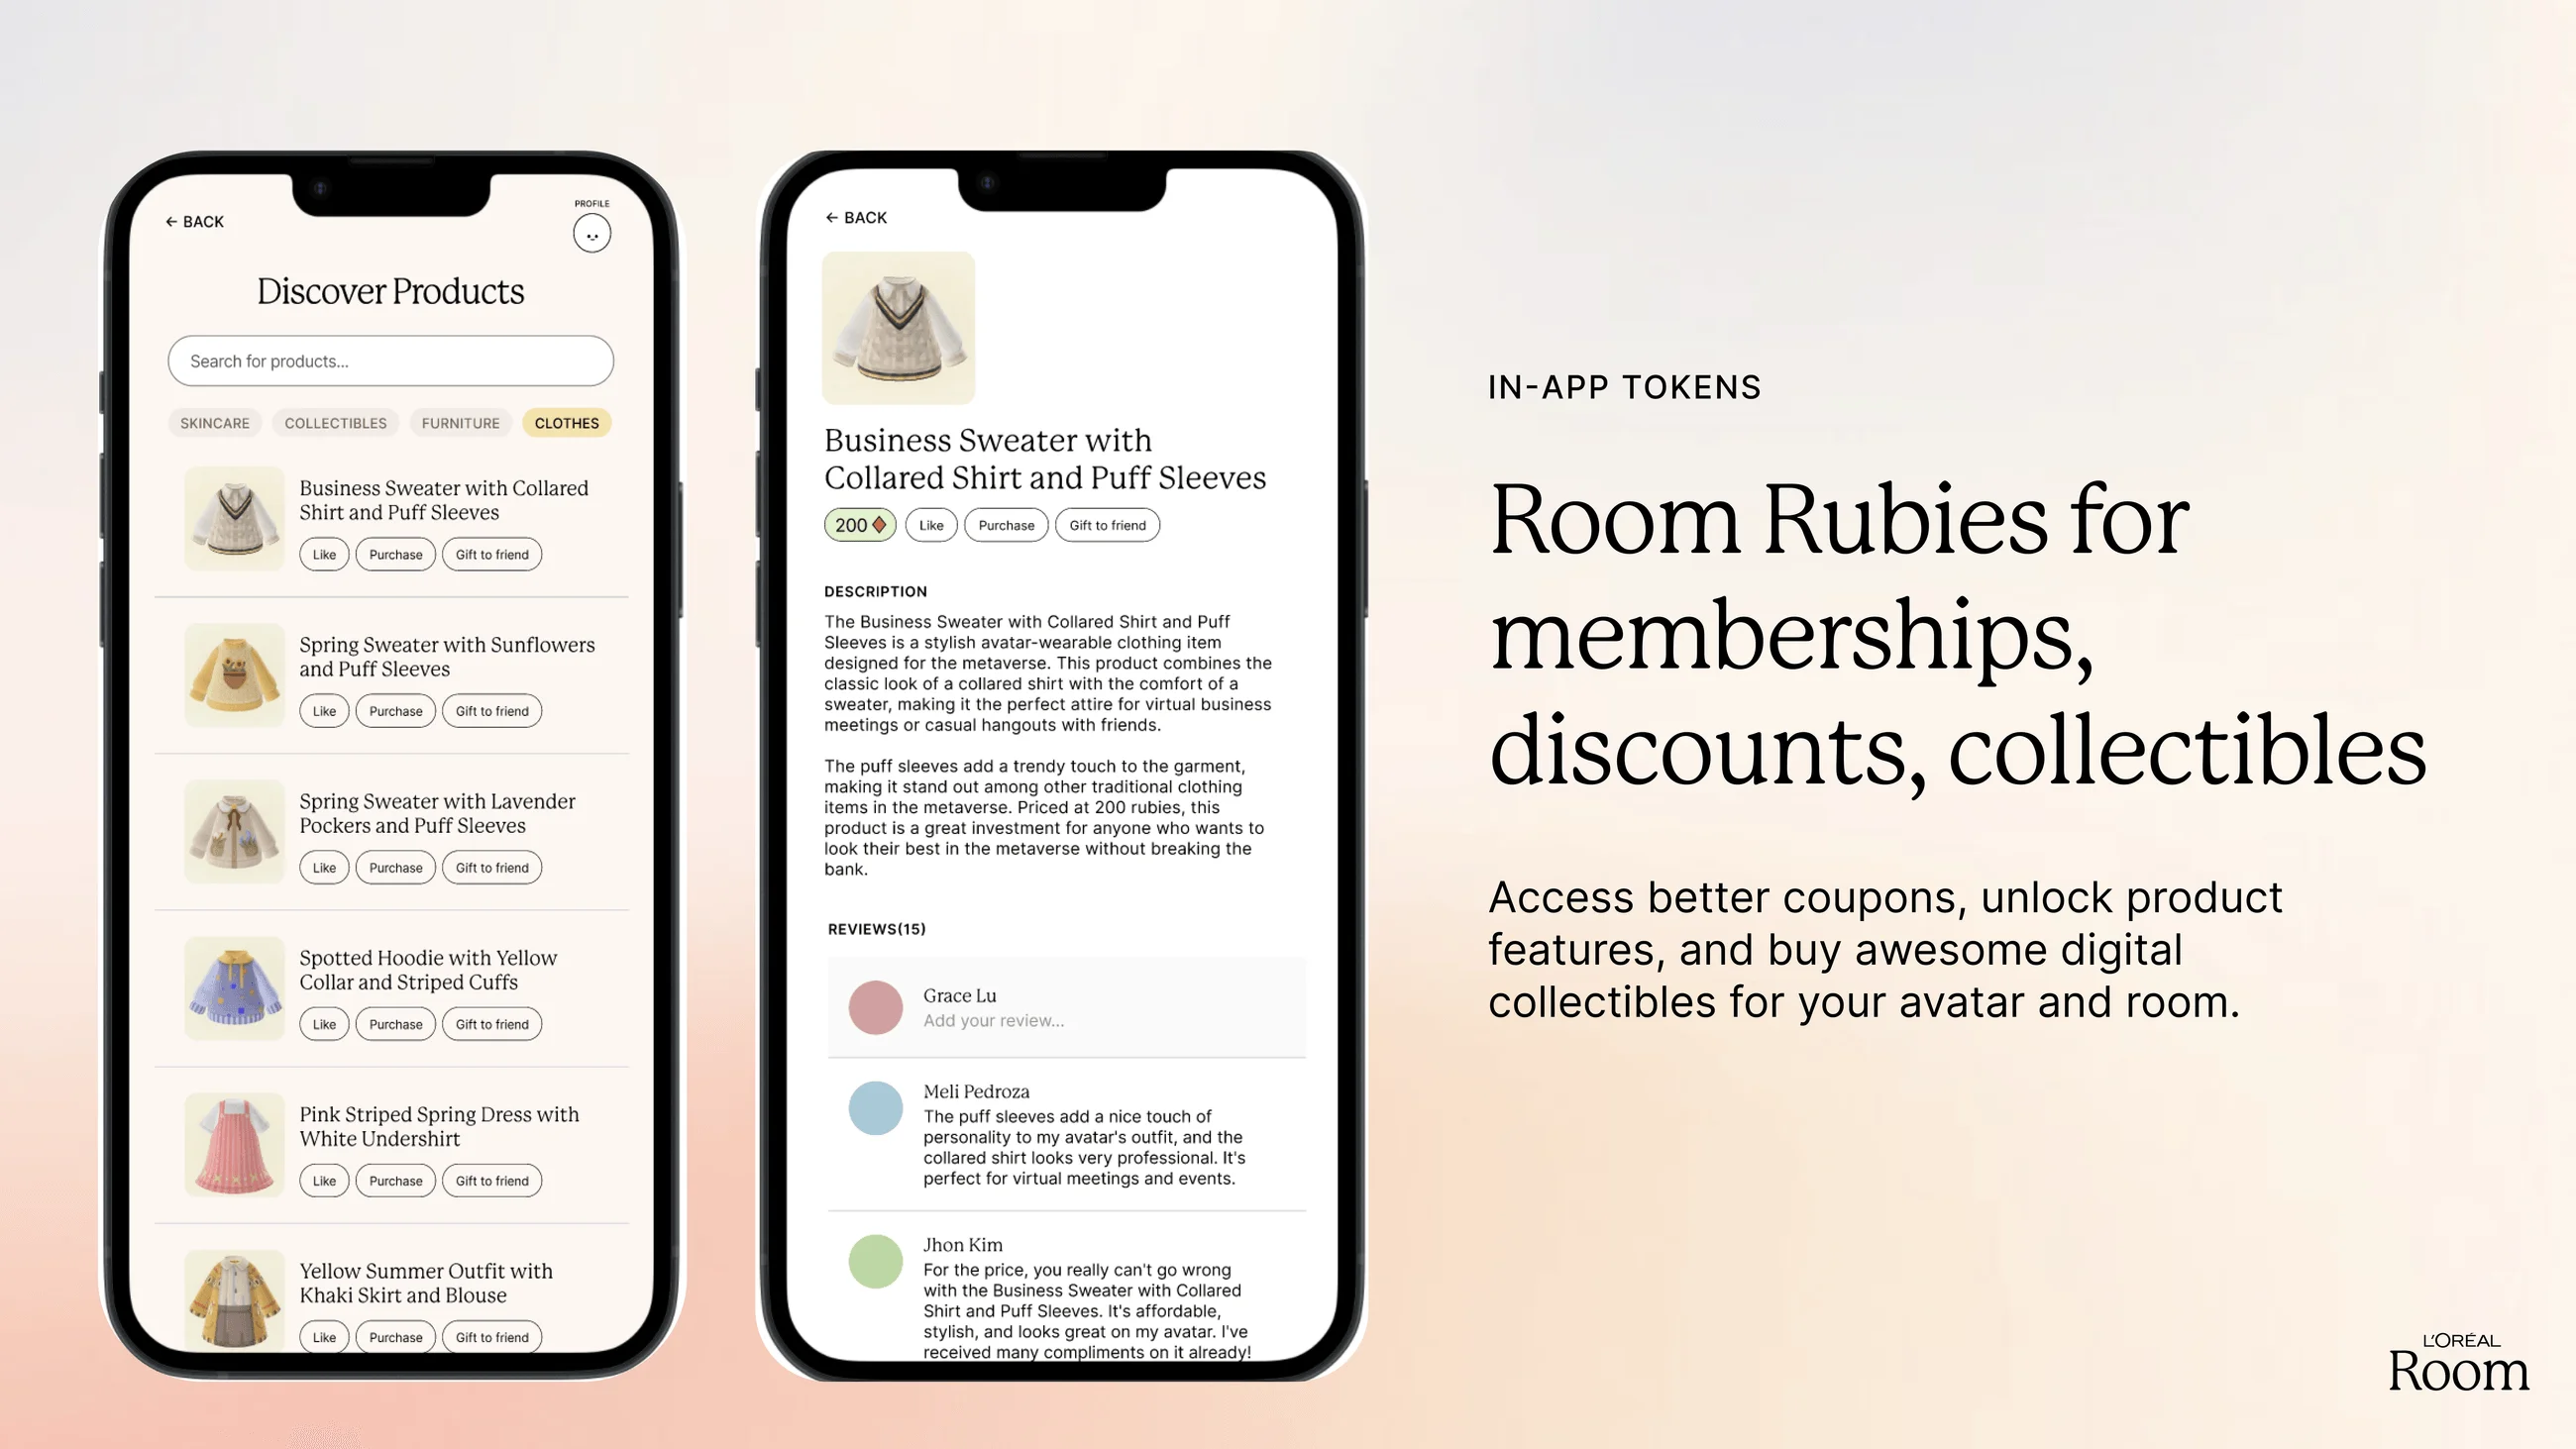 ← BACK
PROFILE
Discover Products
Search for products...
SKINCARE COLLECTIBLES FURNITURE CLOTHES
Business Sweater with Collared
Shirt and Puff Sleeves
Like Purchase Gift to friend
Spring Sweater with Sunflowers
and Puff Sleeves
Like Purchase Gift to friend
Spring Sweater with Lavender
Pockers and Puff Sleeves
Like Purchase Gift to friend
Spotted Hoodie with Yellow
Collar and Striped Cuffs
Like Purchase Gift to friend
Pink Striped Spring Dress with
White Undershirt
Like Purchase Gift to friend
Yellow Summer Outfit with
Khaki Skirt and Blouse
Like Purchase Gift to friend
← BACK
Business Sweater with
Collared Shirt and Puff Sleeves
200 Like Purchase Gift to friend
DESCRIPTION
The Business Sweater with Collared Shirt and Puff
Sleeves is a stylish avatar-wearable clothing item
designed for the metaverse. This product combines the
classic look of a collared shirt with the comfort of a
sweater, making it the perfect attire for virtual business
meetings or casual hangouts with friends.
The puff sleeves add a trendy touch to the garment,
making it stand out among other traditional clothing
items in the metaverse. Priced at 200 rubies, this
product is a great investment for anyone who wants to
look their best in the metaverse without breaking the
bank.
REVIEWS(15)
Grace Lu
Add your review...
Meli Pedroza
The puff sleeves add a nice touch of
personality to my avatar's outfit, and the
collared shirt looks very professional. It's
perfect for virtual meetings and events.
Jhon Kim
For the price, you really can't go wrong
with the Business Sweater with Collared
Shirt and Puff Sleeves. It's affordable,
stylish, and looks great on my avatar. I've
received many compliments on it already!
IN-APP TOKENS
Room Rubies for
memberships,
discounts, collectibles
Access better coupons, unlock product
features, and buy awesome digital
collectibles for your avatar and room.
L'ORÉAL
Room